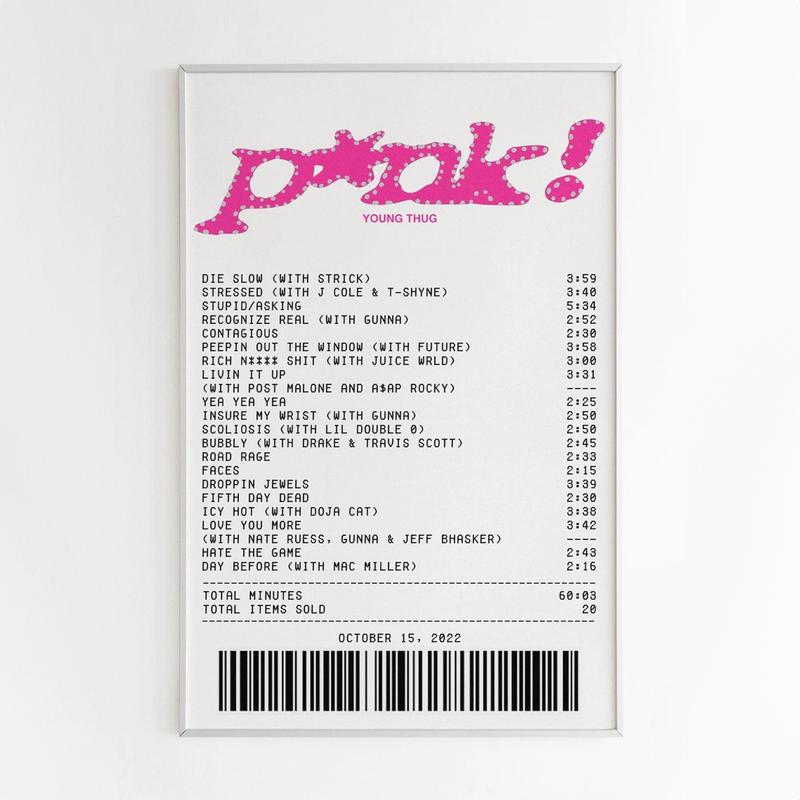 p*nk!
YOUNG THUG
DIE SLOW (WITH STRICK) 3:59
STRESSED (WITH J COLE & T-SHYNE) 3:40
STUPID/ASKING 5:34
RECOGNIZE REAL (WITH GUNNA) 2:52
CONTAGIOUS 2:30
PEEPIN OUT THE WINDOW (WITH FUTURE) 3:58
RICH N**** SHIT (WITH JUICE WRLD) 3:00
LIVIN IT UP 3:31
(WITH POST MALONE AND A$AP ROCKY) ----
YEA YEA YEA 2:25
INSURE MY WRIST (WITH GUNNA) 2:50
SCOLIOSIS (WITH LIL DOUBLE 0) 2:50
BUBBLY (WITH DRAKE & TRAVIS SCOTT) 2:45
ROAD RAGE 2:33
FACES 2:15
DROPPIN JEWELS 3:39
FIFTH DAY DEAD 2:30
ICY HOT (WITH DOJA CAT) 3:38
LOVE YOU MORE 3:42
(WITH NATE RUESS, GUNNA & JEFF BHASKER) ----
HATE THE GAME 2:43
DAY BEFORE (WITH MAC MILLER) 2:16
TOTAL MINUTES 60:03
TOTAL ITEMS SOLD 20
OCTOBER 15, 2022